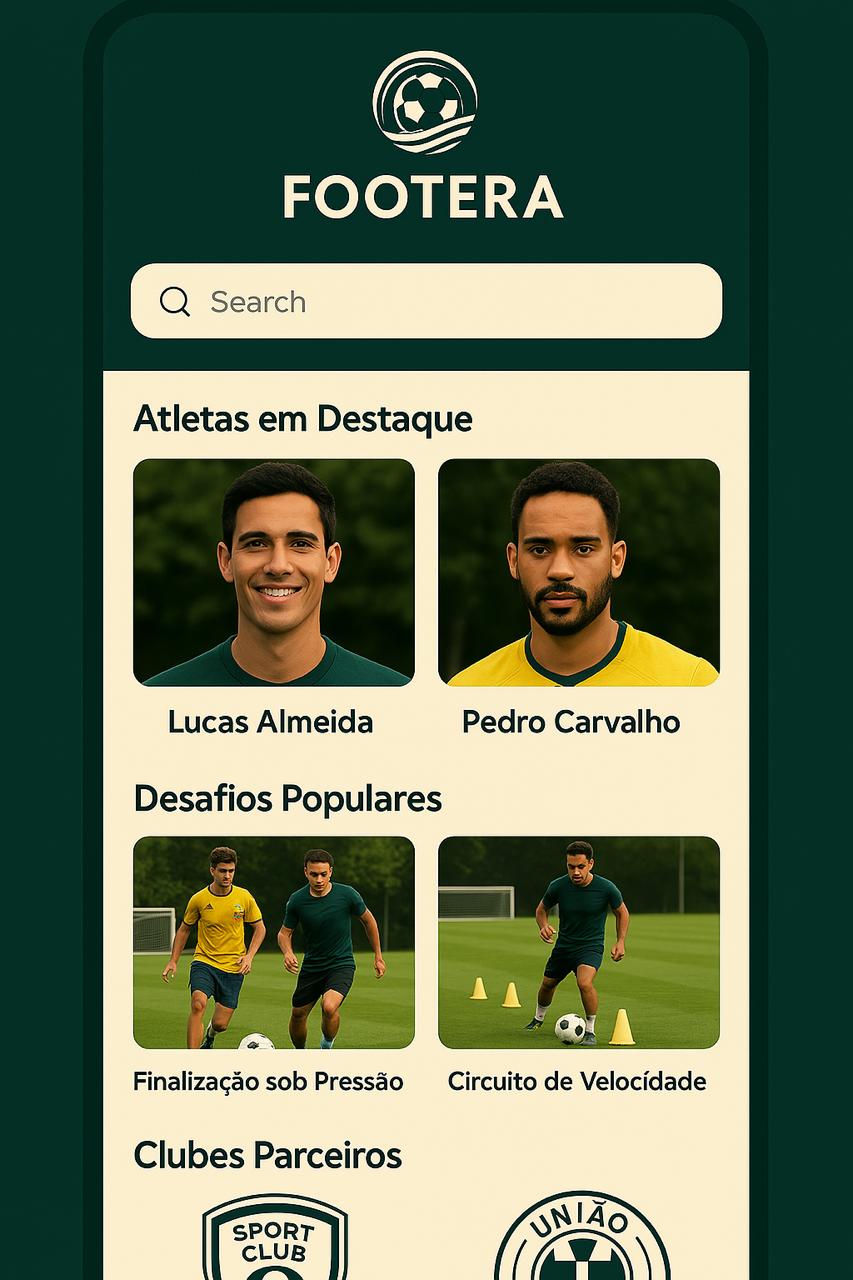 FOOTERA
Search
Atletas em Destaque
Lucas Almeida
Pedro Carvalho
Desafios Populares
Finalização sob Pressão
Circuito de Velocídade
Clubes Parceiros
SPORT
CLUB
UNIÃO